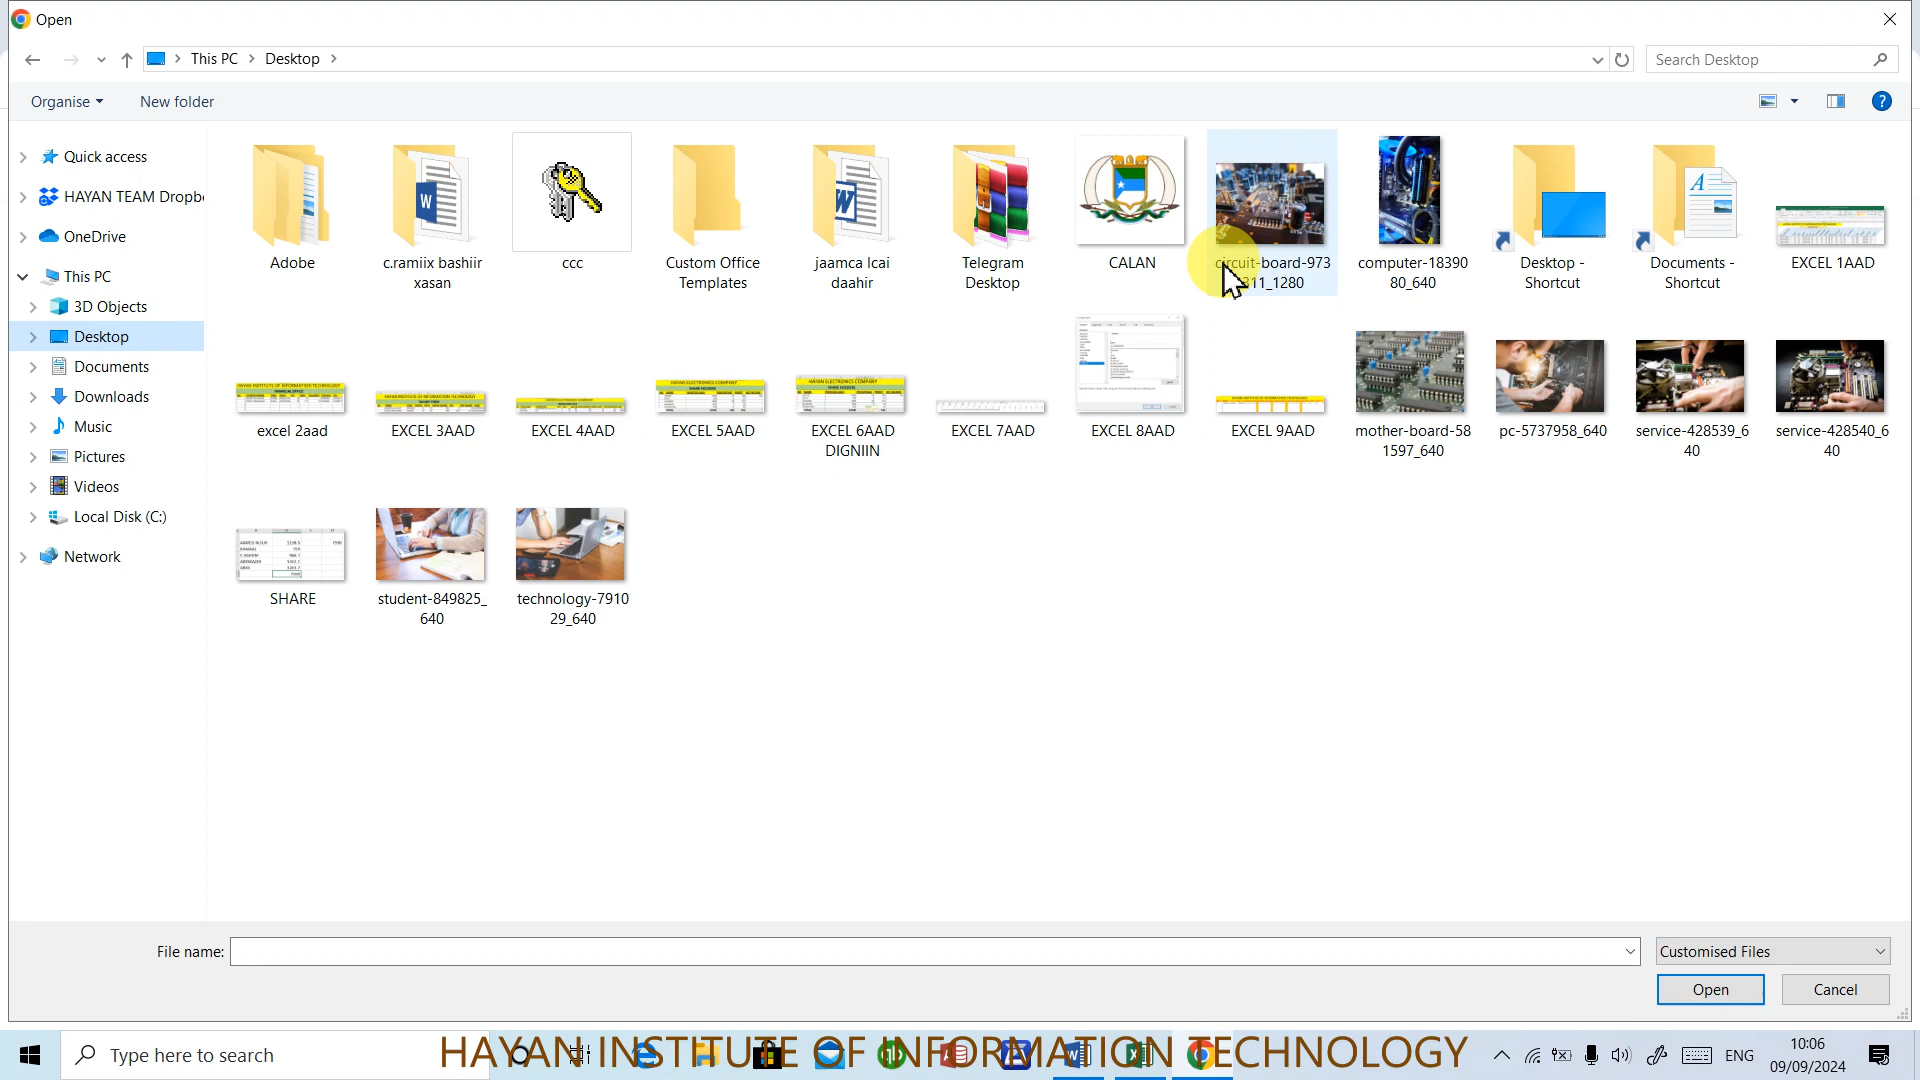 Open
This PC
Desktop
Search Desktop
Organise
New folder
Quick access
HAYAN TEAM Dropb
OneDrive
This PC
3D Objects
Desktop
Documents
Downloads
Music
Pictures
Videos
Local Disk (C:)
Network
Adobe
c.ramiix bashiir
xasan
ccc
Custom Office
Templates
jaamca lcai
daahir
Telegram
Desktop
CALAN
circuit-board-973
311_1280
computer-18390
80_640
Desktop -
Shortcut
Documents -
Shortcut
EXCEL 1AAD
excel 2aad
EXCEL 3AAD
EXCEL 4AAD
EXCEL 5AAD
EXCEL 6AAD
DIGNIIN
EXCEL 7AAD
EXCEL 8AAD
EXCEL 9AAD
mother-board-58
1597_640
pc-5737958_640
service-428539_6
40
service-428540_6
40
SHARE
student-849825_
640
technology-7910
29_640
File name:
Customised Files
Open
Cancel
Type here to search
HAYAN INSTITUTE OF INFORMATION TECHNOLOGY
ENG
10:06
09/09/2024